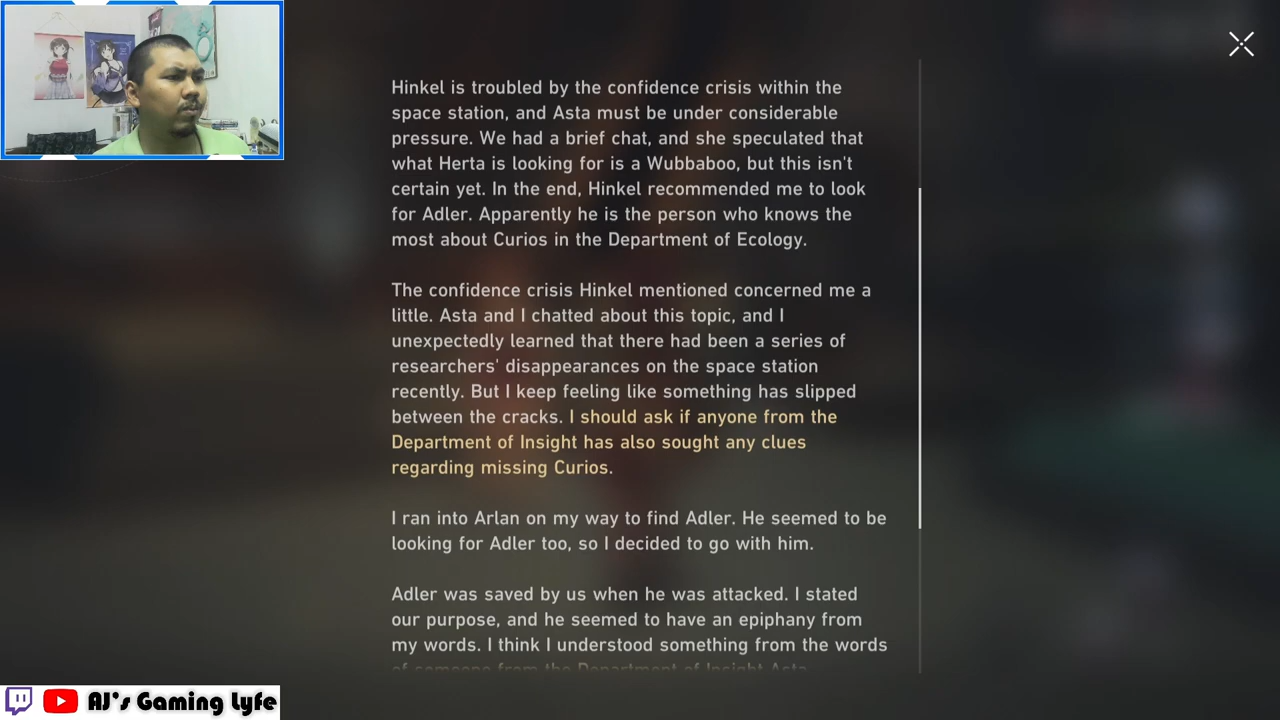 Hinkel is troubled by the confidence crisis within the
space station, and Asta must be under considerable
pressure. We had a brief chat, and she speculated that
what Herta is looking for is a Wubbaboo, but this isn't
certain yet. In the end, Hinkel recommended me to look
for Adler. Apparently he is the person who knows the
most about Curios in the Department of Ecology.
The confidence crisis Hinkel mentioned concerned me a
little. Asta and I chatted about this topic, and I
unexpectedly learned that there had been a series of
researchers' disappearances on the space station
recently. But I keep feeling like something has slipped
between the cracks. I should ask if anyone from the
Department of Insight has also sought any clues
regarding missing Curios.
I ran into Arlan on my way to find Adler. He seemed to be
looking for Adler too, so I decided to go with him.
Adler was saved by us when he was attacked. I stated
our purpose, and he seemed to have an epiphany from
my words. I think I understood something from the words
of someone from the Department of Insight Asta
AJ's Gaming Lyfe